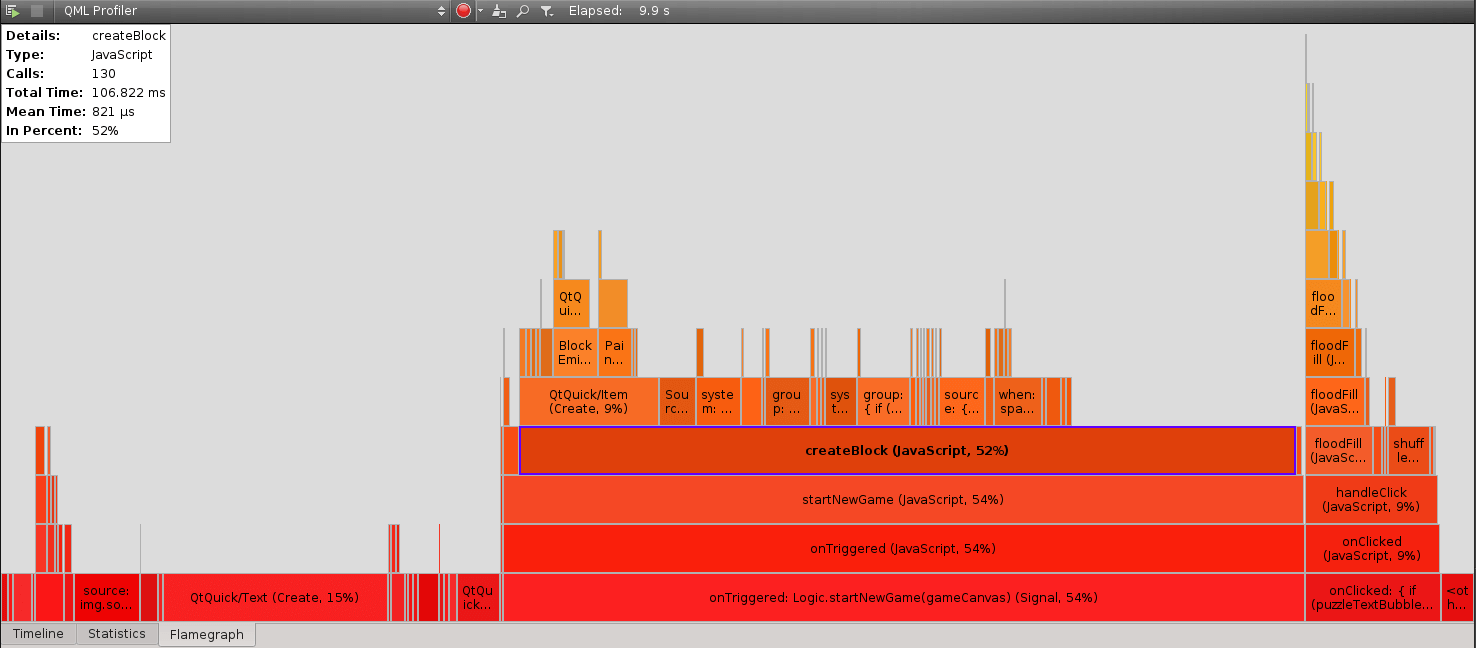 QML Profiler
Elapsed: 9.9 s
Details: createBlock
Type: JavaScript
Calls: 130
Total Time: 106.822 ms
Mean Time: 821 µs
In Percent: 52%
QtQ
ui...
floo
dF...
Block
Emi...
Pai
n...
floodF
ill (J...
QtQuick/Item
(Create, 9%)
Sou
rc...
syste
m: ...
grou
p: ...
sys
t...
group:
{ if (...
sourc
e: {...
when:
spa...
floodFill
(JavaS...
createBlock (JavaScript, 52%)
floodFill
(JavaSc...
shuff
le...
startNewGame (JavaScript, 54%)
handleClick
(JavaScript, 9%)
onTriggered (JavaScript, 54%)
onClicked
(JavaScript, 9%)
source:
img.so...
QtQuick/Text (Create, 15%)
QtQu
ick...
onTriggered: Logic.startNewGame(gameCanvas) (Signal, 54%)
onClicked: { if
(puzzleTextBubble...
<ot
h...
Timeline
Statistics
Flamegraph